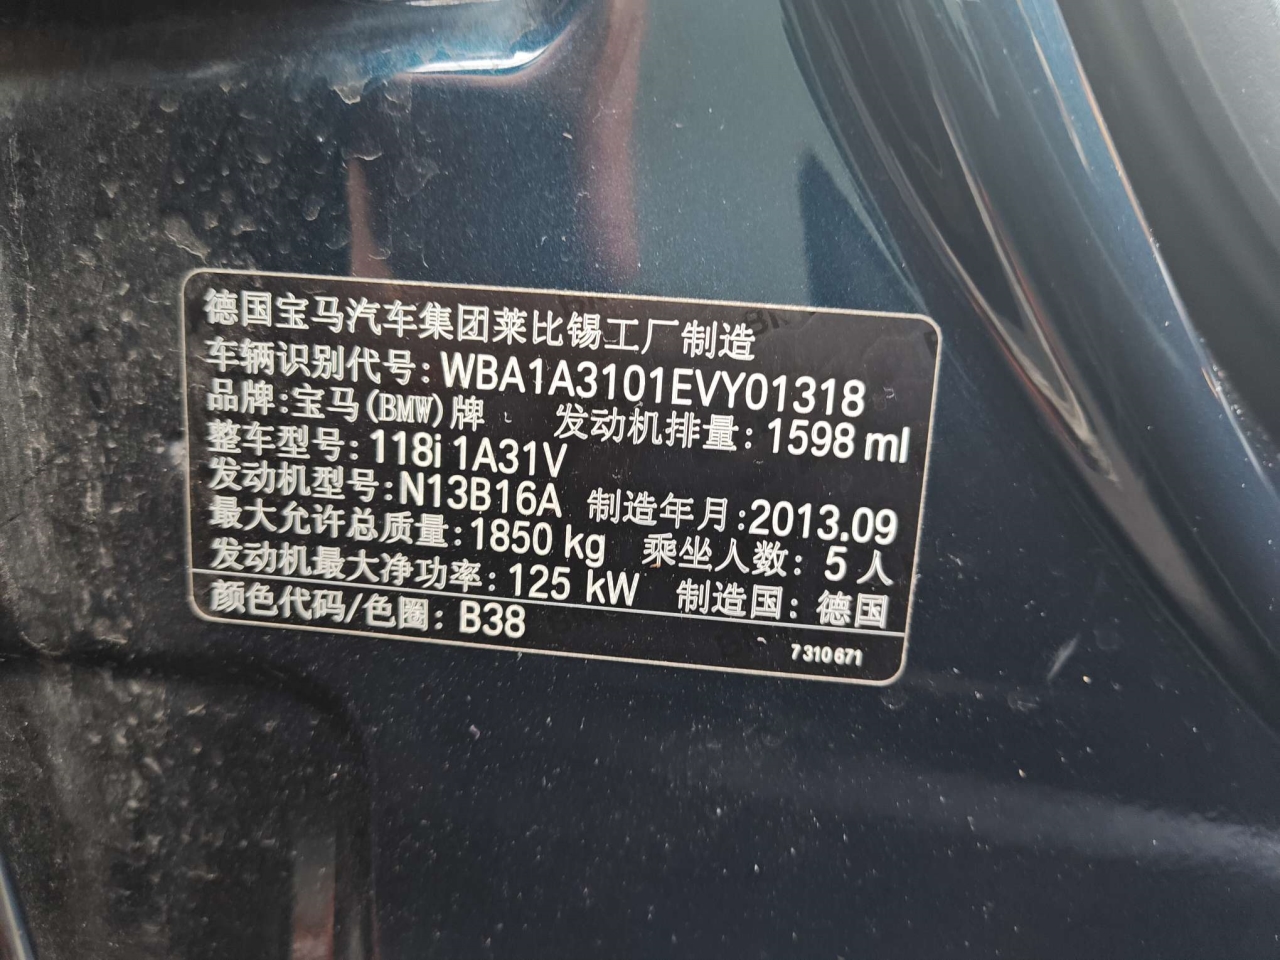 德国宝马汽车集团莱比锡工厂制造
车辆识别代号: WBA1A3101EVY01318
品牌:宝马(BMW)牌 发动机排量: 1598 ml
整车型号: 118i 1A31V
发动机型号:N13B16A 制造年月:2013.09
最大允许总质量:1850 kg 乘坐人数: 5人
发动机最大净功率: 125 kW 制造国: 德国
颜色代码/色圈: B38
7310671